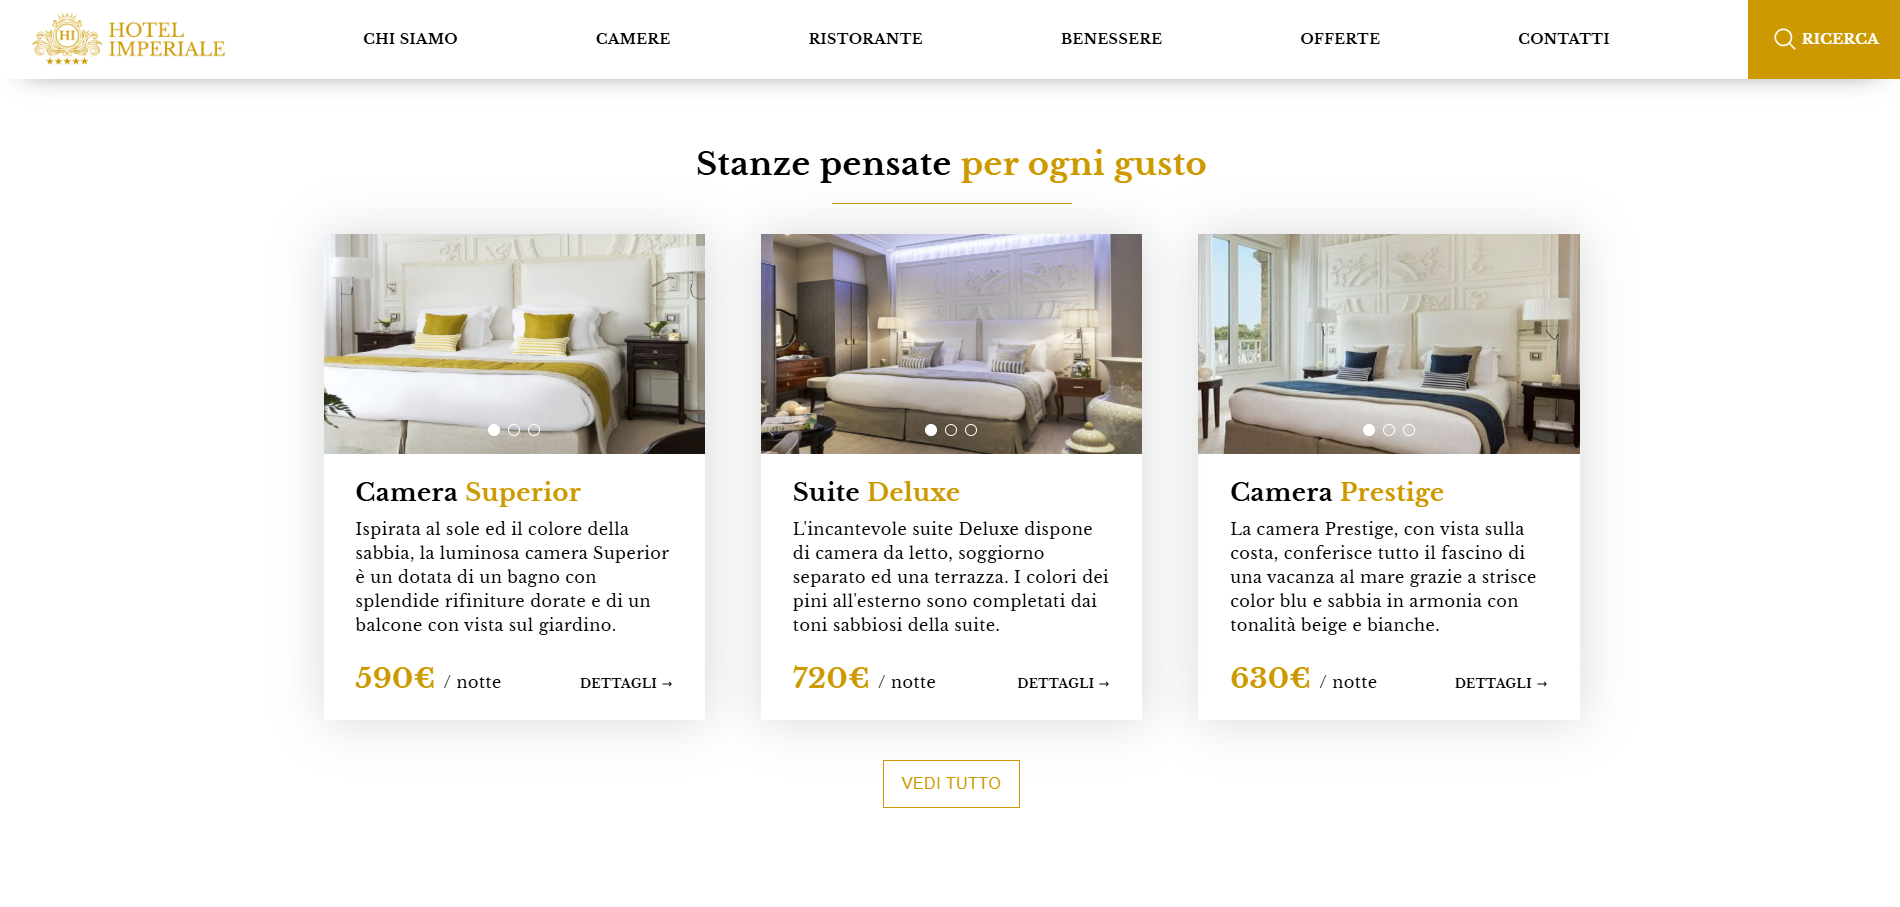 HI
HOTEL
IMPERIALE
CHI SIAMO
CAMERE
RISTORANTE
BENESSERE
OFFERTE
CONTATTI
RICERCA
Stanze pensate per ogni gusto
Camera Superior
Ispirata al sole ed il colore della
sabbia, la luminosa camera Superior
è un dotata di un bagno con
splendide rifiniture dorate e di un
balcone con vista sul giardino.
590€ / notte
DETTAGLI →
Suite Deluxe
L'incantevole suite Deluxe dispone
di camera da letto, soggiorno
separato ed una terrazza. I colori dei
pini all'esterno sono completati dai
toni sabbiosi della suite.
720€ / notte
DETTAGLI →
Camera Prestige
La camera Prestige, con vista sulla
costa, conferisce tutto il fascino di
una vacanza al mare grazie a strisce
color blu e sabbia in armonia con
tonalità beige e bianche.
630€ / notte
DETTAGLI →
VEDI TUTTO